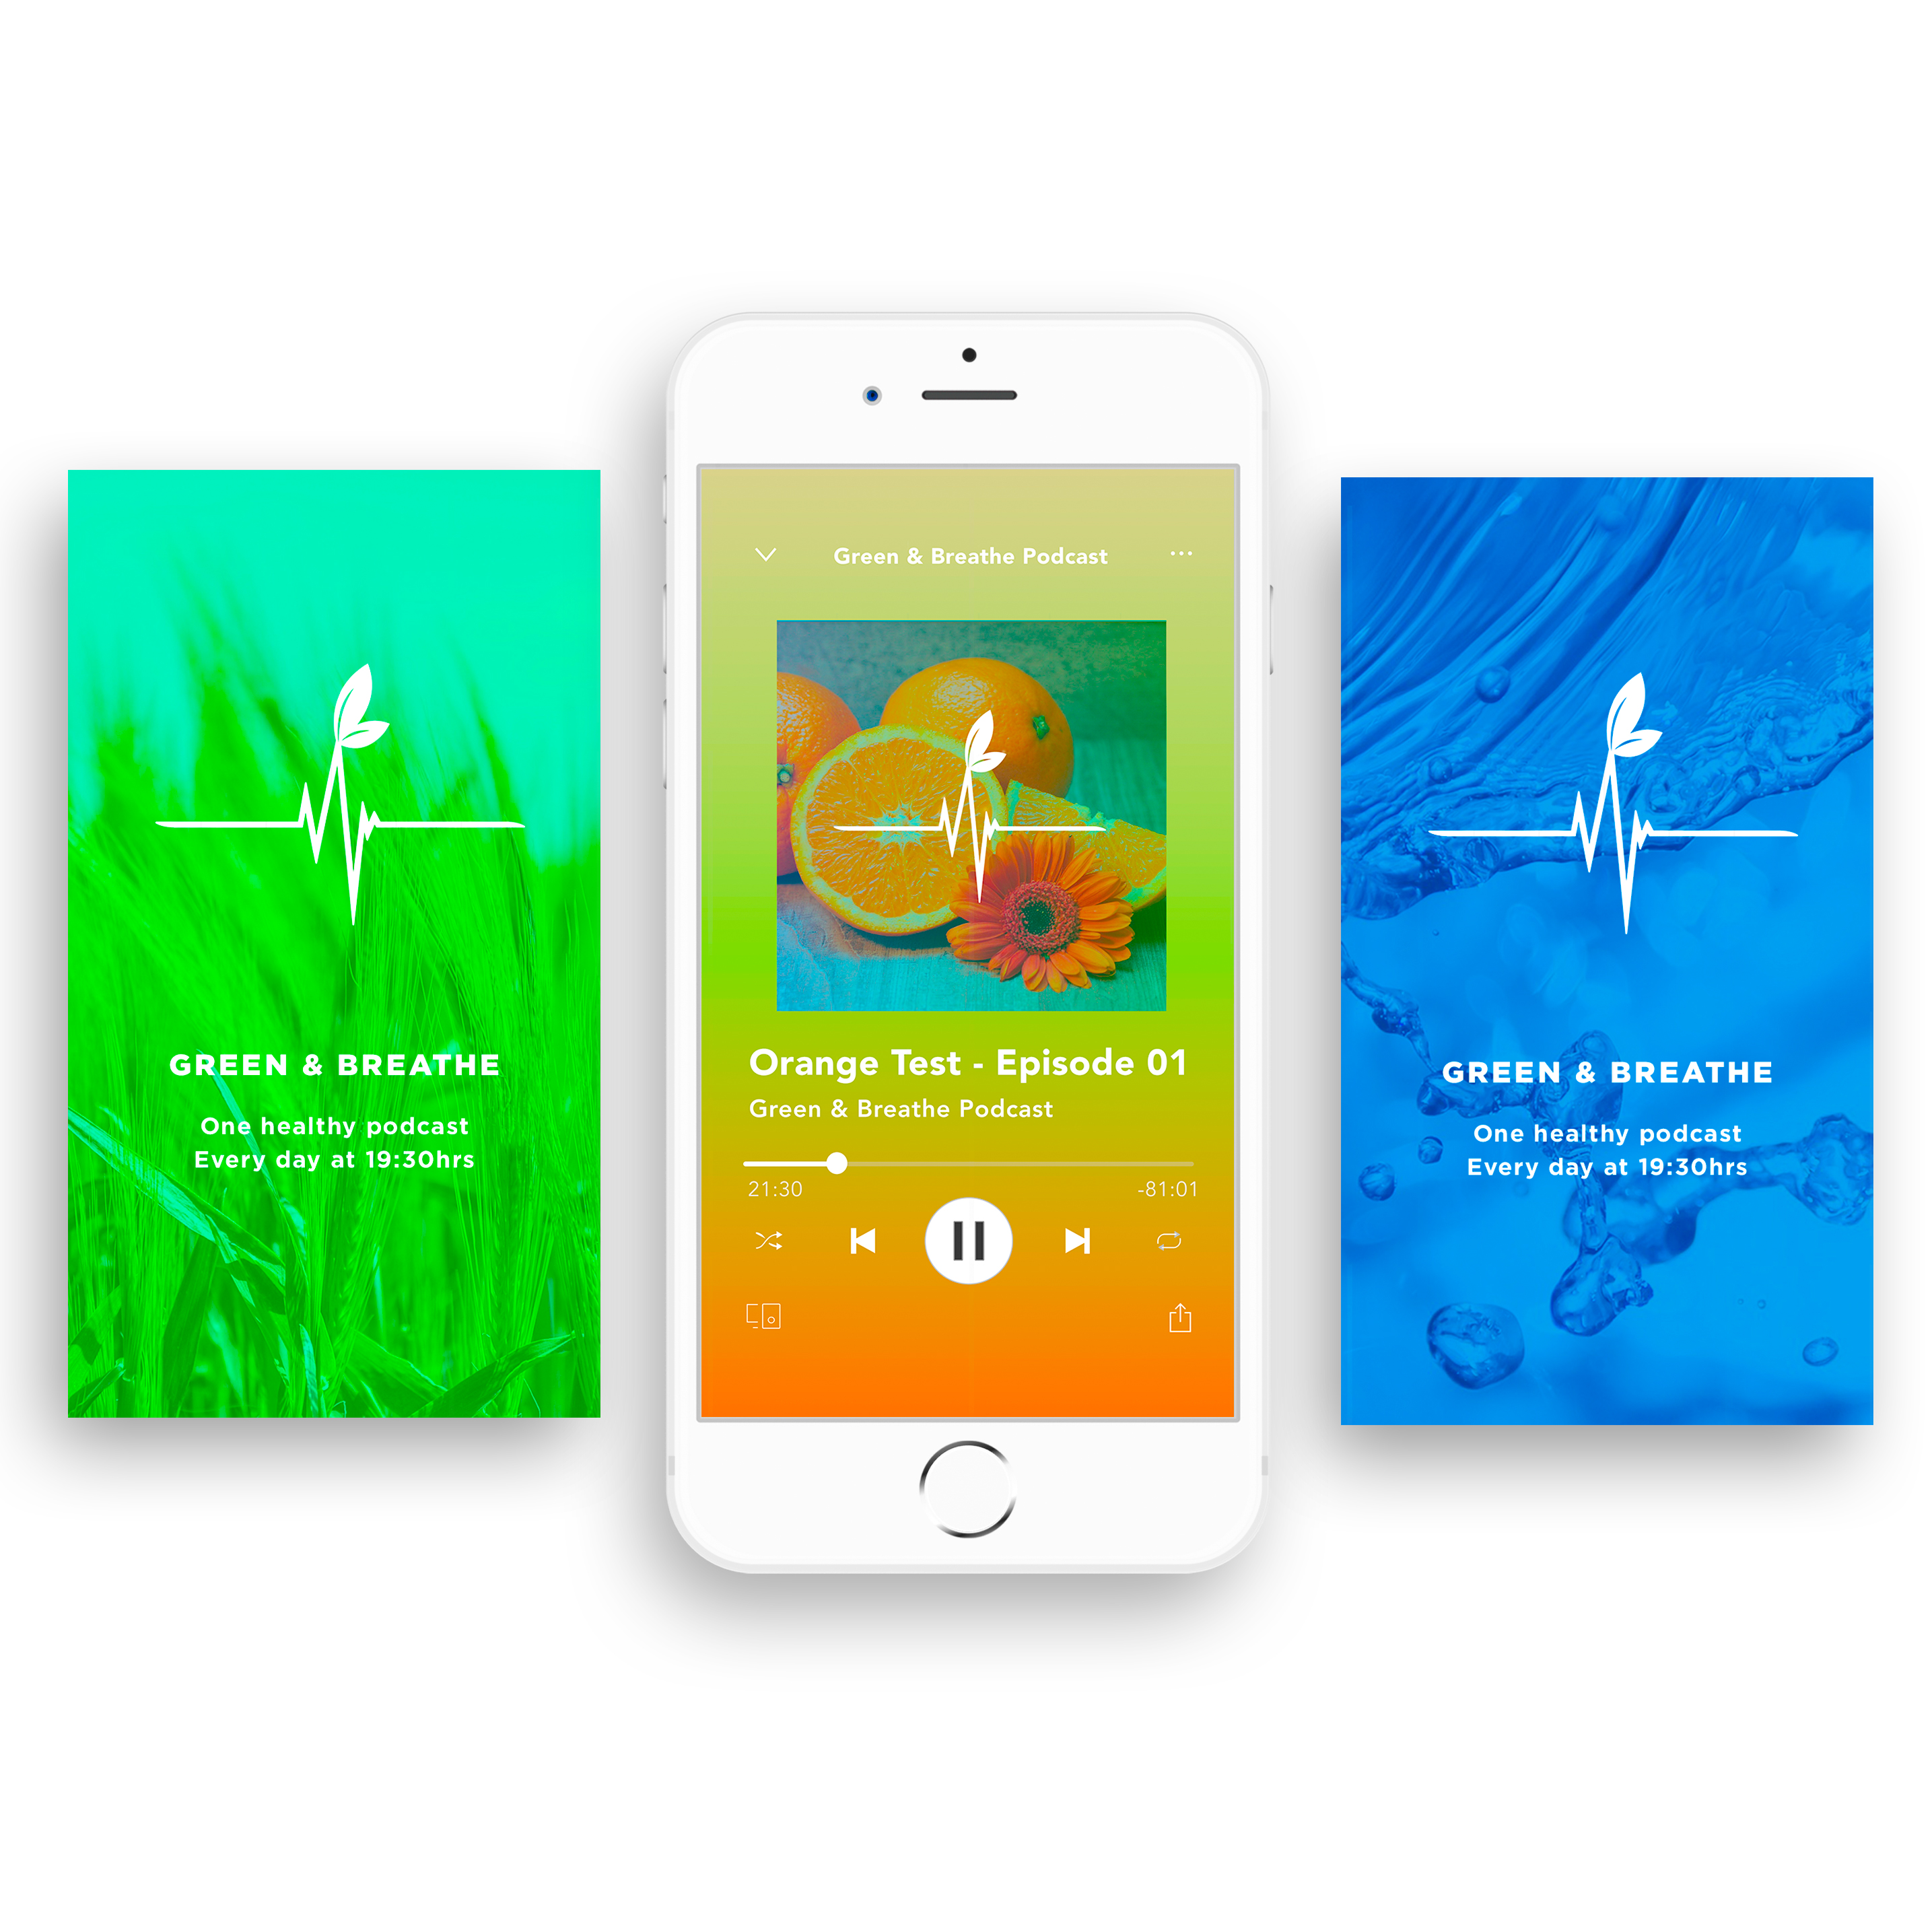 GREEN & BREATHE
One healthy podcast
Every day at 19:30hrs
Green & Breathe Podcast
Orange Test - Episode 01
Green & Breathe Podcast
21:30
-81:01
GREEN & BREATHE
One healthy podcast
Every day at 19:30hrs